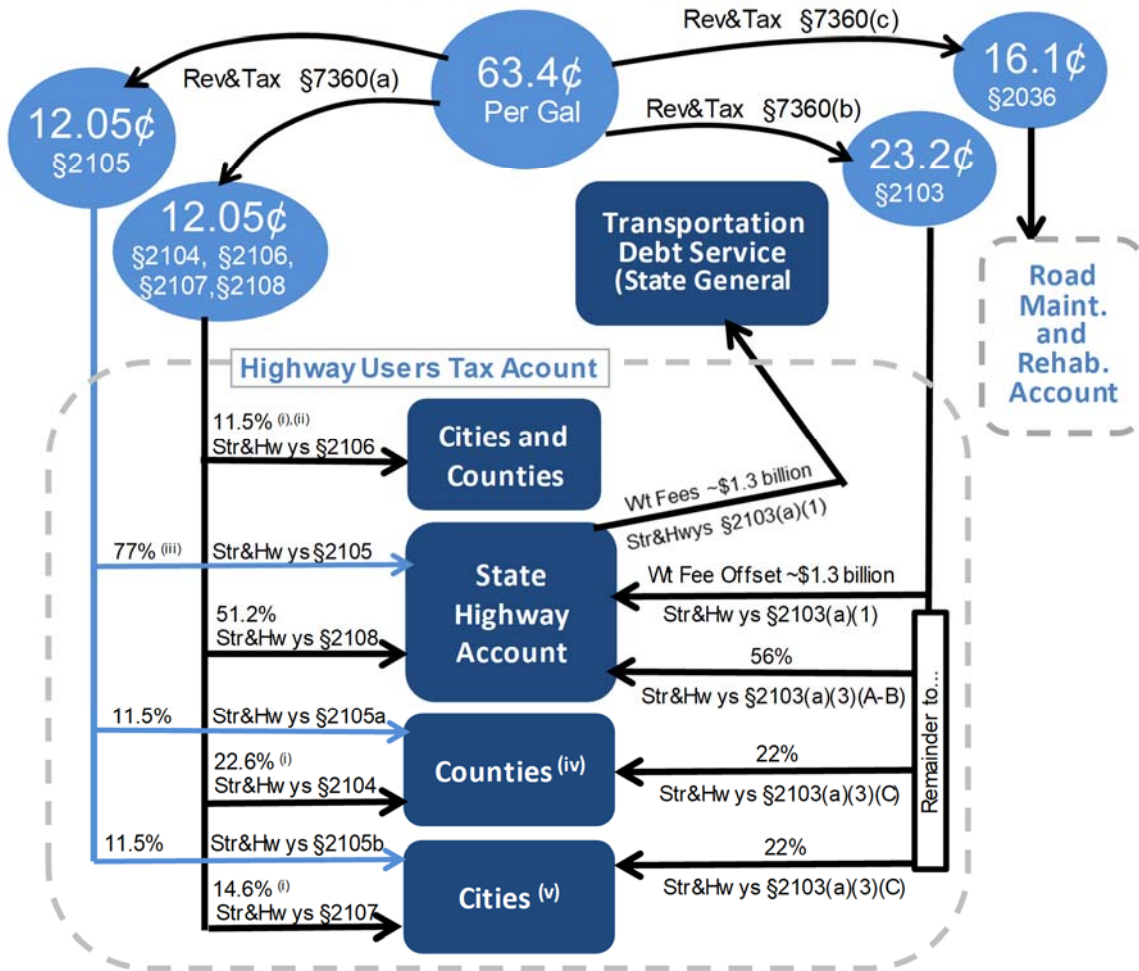 Rev&Tax §7360(c)
63.4¢
Per Gal
16.1¢
§2036
Rev&Tax §7360(a)
Rev&Tax §7360(b)
12.05¢
§2105
23.2¢
§2103
12.05¢
§2104, §2106,
§2107,§2108
Transportation
Debt Service
(State General
Road
Maint.
and
Rehab.
Account
Highway Users Tax Acount
11.5% (i),(ii)
Str&Hw ys §2106
Cities and
Counties
Wt Fees ~$1.3 billion
Str&Hwys §2103(a)(1)
77% (iii)
Str&Hw ys §2105
State
Highway
Account
Wt Fee Offset ~$1.3 billion
Str&Hw ys §2103(a)(1)
51.2%
Str&Hw ys §2108
56%
Str&Hw ys §2103(a)(3)(A-B)
Remainder to...
11.5%
Str&Hw ys §2105a
22.6% (i)
Str&Hw ys §2104
Counties (iv)
22%
Str&Hw ys §2103(a)(3)(C)
11.5%
Str&Hw ys §2105b
14.6% (i)
Str&Hw ys §2107
Cities (v)
22%
Str&Hw ys §2103(a)(3)(C)